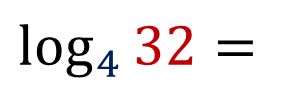 log₄ 32 =